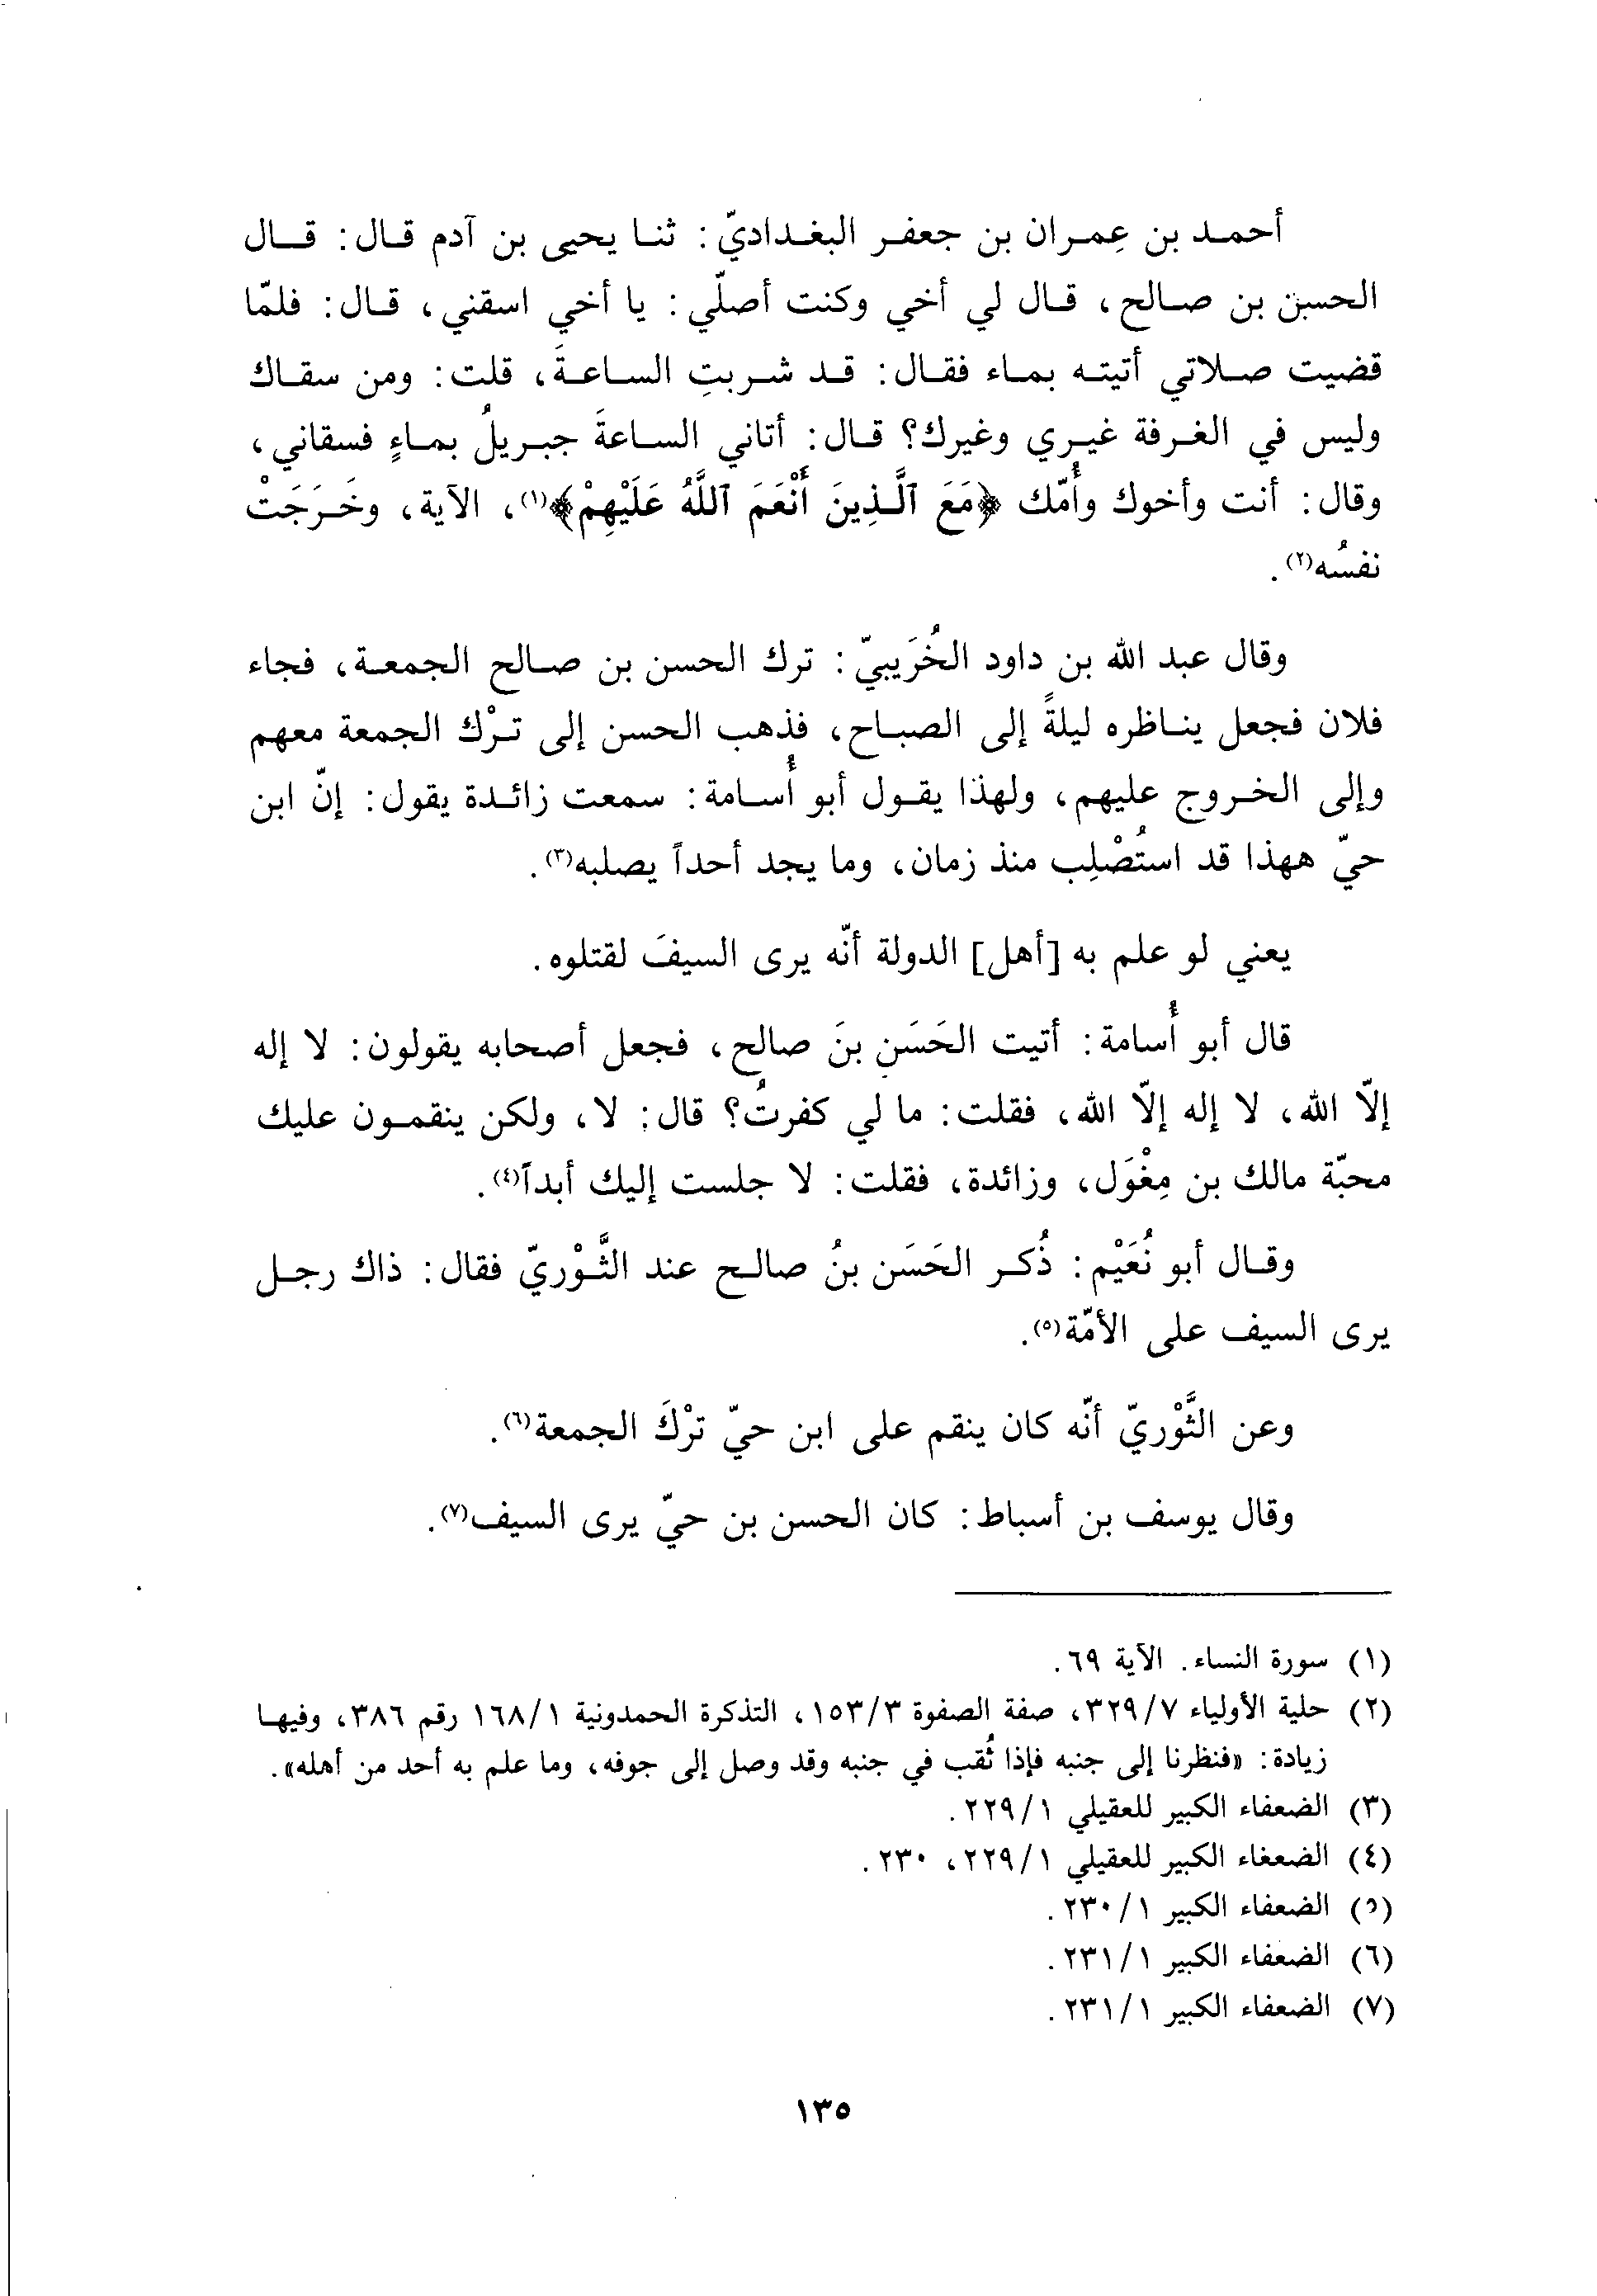 أحمد بن عِمران بن جعفر البغداديّ: ثنا يحيى بن آدم قال: قال
الحسن بن صالح، قال لي أخي وكنت أصلّي: يا أخي اسقني، قال: فلمّا
قضيت صلاتي أتيته بماء فقال: قد شربتِ الساعةَ، قلت: ومن سقاك
وليس في الغرفة غيري وغيرك؟ قال: أتاني الساعةَ جبريلُ بماءٍ فسقاني،
وقال: أنت وأخوك وأُمّك ﴿مَعَ ٱلَّذِينَ أَنْعَمَ ٱللَّهُ عَلَيْهِمْ﴾(١)، الآية، وخَرَجَتْ
نفسُه(٢).
وقال عبد الله بن داود الخُرَيبيّ: ترك الحسن بن صالح الجمعة، فجاء
فلان فجعل يناظره ليلةً إلى الصباح، فذهب الحسن إلى ترْك الجمعة معهم
وإلى الخروج عليهم، ولهذا يقول أبو أُسامة: سمعت زائدة يقول: إنّ ابن
حيّ ههذا قد استُصْلِب منذ زمان، وما يجد أحداً يصلبه(٣).
يعني لو علم به [أهل] الدولة أنّه يرى السيفَ لقتلوه.
قال أبو أُسامة: أتيت الحَسَن بنَ صالح، فجعل أصحابه يقولون: لا إله
إلّا الله، لا إله إلّا الله، فقلت: ما لي كفرتُ؟ قال: لا، ولكن ينقمون عليك
محبّة مالك بن مِغْوَل، وزائدة، فقلت: لا جلست إليك أبداً(٤).
وقال أبو نُعَيْم: ذُكر الحَسَن بنُ صالح عند الثَّوْريّ فقال: ذاك رجل
يرى السيف على الأمّة(٥).
وعن الثَّوْريّ أنّه كان ينقم على ابن حيّ ترْكَ الجمعة(٦).
وقال يوسف بن أسباط: كان الحسن بن حيّ يرى السيف(٧).
(١) سورة النساء. الآية ٦٩.
(٢) حلية الأولياء ٣٢٩/٧، صفة الصفوة ١٥٣/٣، التذكرة الحمدونية ١٦٨/١ رقم ٣٨٦، وفيها
زيادة: «فنظرنا إلى جنبه فإذا ثُقب في جنبه وقد وصل إلى جوفه، وما علم به أحد من أهله».
(٣) الضعفاء الكبير للعقيلي ٢٢٩/١.
(٤) الضعغاء الكبير للعقيلي ٢٢٩/١، ٢٣٠.
(٥) الضعفاء الكبير ٢٣٠/١.
(٦) الضعفاء الكبير ٢٣١/١.
(٧) الضعفاء الكبير ٢٣١/١.
١٣٥